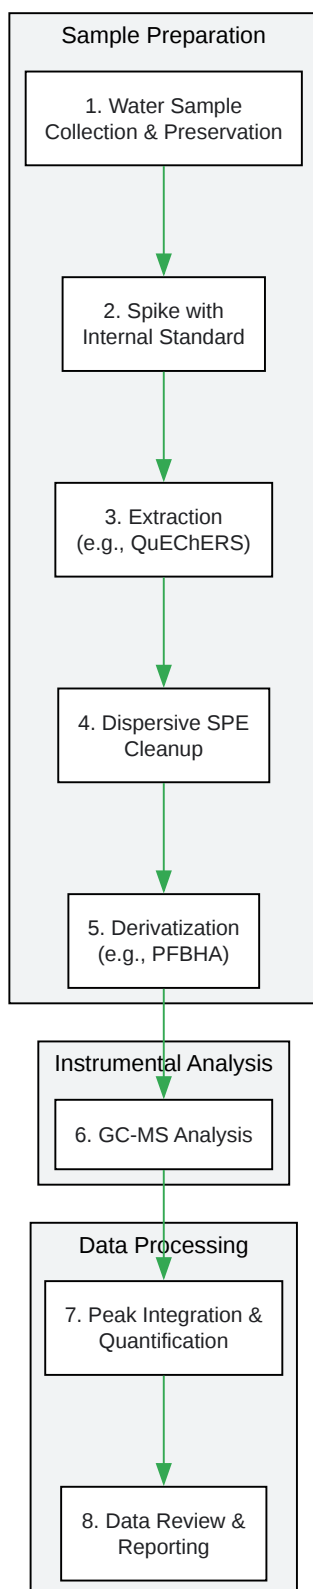 Sample Preparation
1. Water Sample
Collection & Preservation
2. Spike with
Internal Standard
3. Extraction
(e.g., QuEChERS)
4. Dispersive SPE
Cleanup
5. Derivatization
(e.g., PFBHA)
Instrumental Analysis
6. GC-MS Analysis
Data Processing
7. Peak Integration &
Quantification
8. Data Review &
Reporting